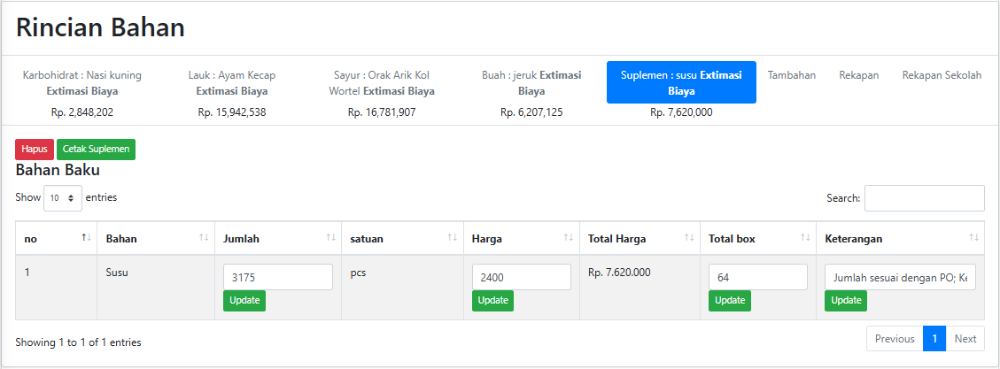 Rincian Bahan
Karbohidrat : Nasi kuning
Extimasi Biaya
Rp. 2,848,202
Lauk : Ayam Kecap
Extimasi Biaya
Rp. 15,942,538
Sayur : Orak Arik Kol
Wortel Extimasi Biaya
Rp. 16,781,907
Buah : jeruk Extimasi
Biaya
Rp. 6,207,125
Suplemen : susu Extimasi
Biaya
Rp. 7,620,000
Tambahan
Rekapan
Rekapan Sekolah
Hapus Cetak Suplemen
Bahan Baku
Show 10 entries Search:
no Bahan Jumlah satuan Harga Total Harga Total box Keterangan
1 Susu 3175 pcs 2400 Rp. 7.620.000 64 Jumlah sesuai dengan PO; Ke
Update Update Update Update
Showing 1 to 1 of 1 entries Previous 1 Next